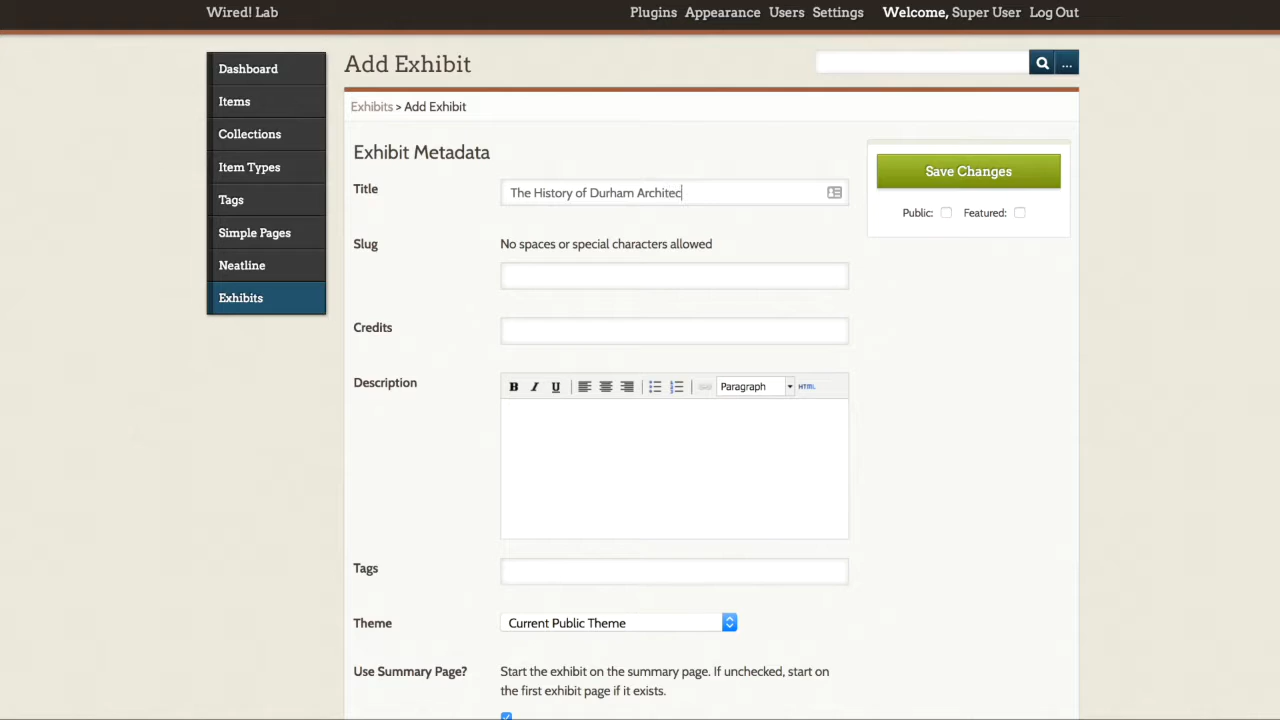 Wired! Lab
Plugins Appearance Users Settings Welcome, Super User Log Out
Dashboard
Items
Collections
Item Types
Tags
Simple Pages
Neatline
Exhibits
Add Exhibit
...
Exhibits > Add Exhibit
Exhibit Metadata
Title
The History of Durham Architec
Slug
No spaces or special characters allowed
Credits
Description
B I U Paragraph HTML
Tags
Theme
Current Public Theme
Use Summary Page?
Start the exhibit on the summary page. If unchecked, start on
the first exhibit page if it exists.
Save Changes
Public: Featured: